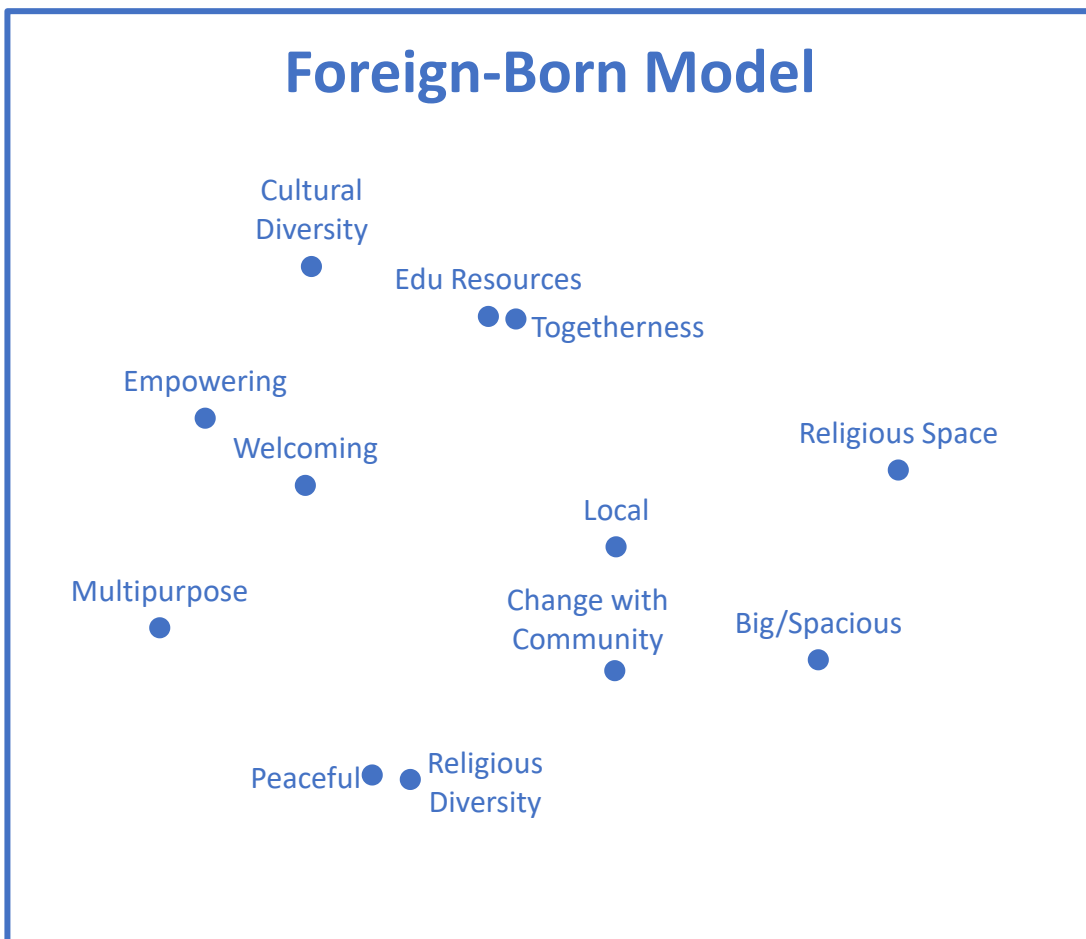 Foreign-Born Model
Cultural
Diversity
Edu Resources
Togetherness
Empowering
Welcoming
Religious Space
Local
Multipurpose
Change with
Community
Big/Spacious
Peaceful
Religious
Diversity